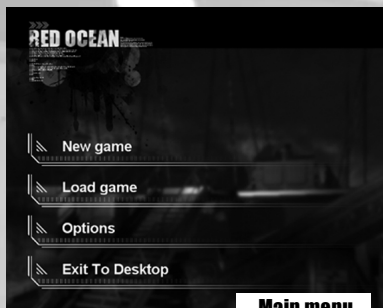 RED OCEAN
New game
Load game
Options
Exit To Desktop
Main menu